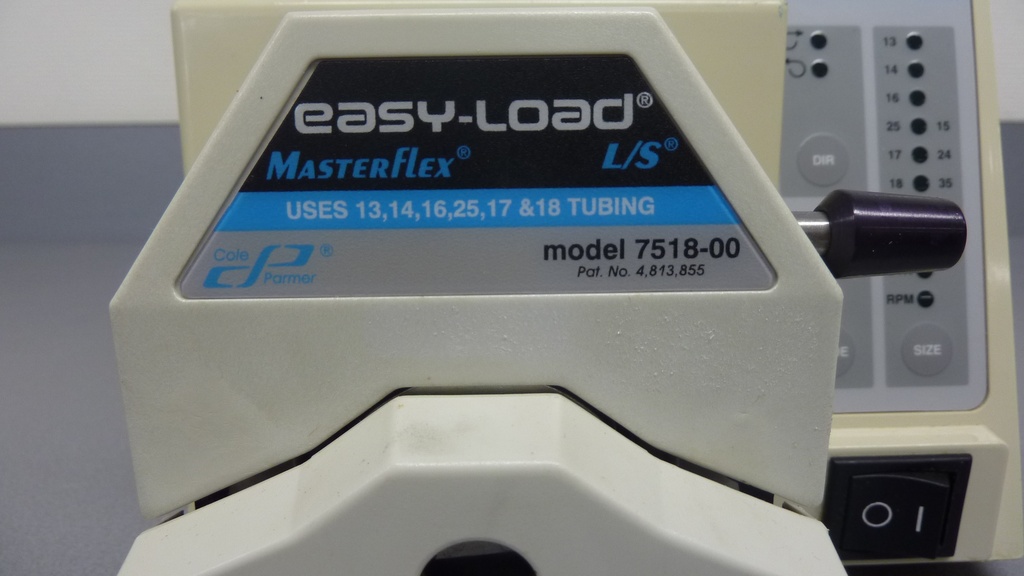 easy-Load®
MASTERFLEX® L/S®
USES 13,14,16,25,17 &18 TUBING
Cole Parmer ®
model 7518-00
Pat. No. 4,813,855
13
14
16
25 15
17 24
18 35
DIR
RPM
SIZE
O I